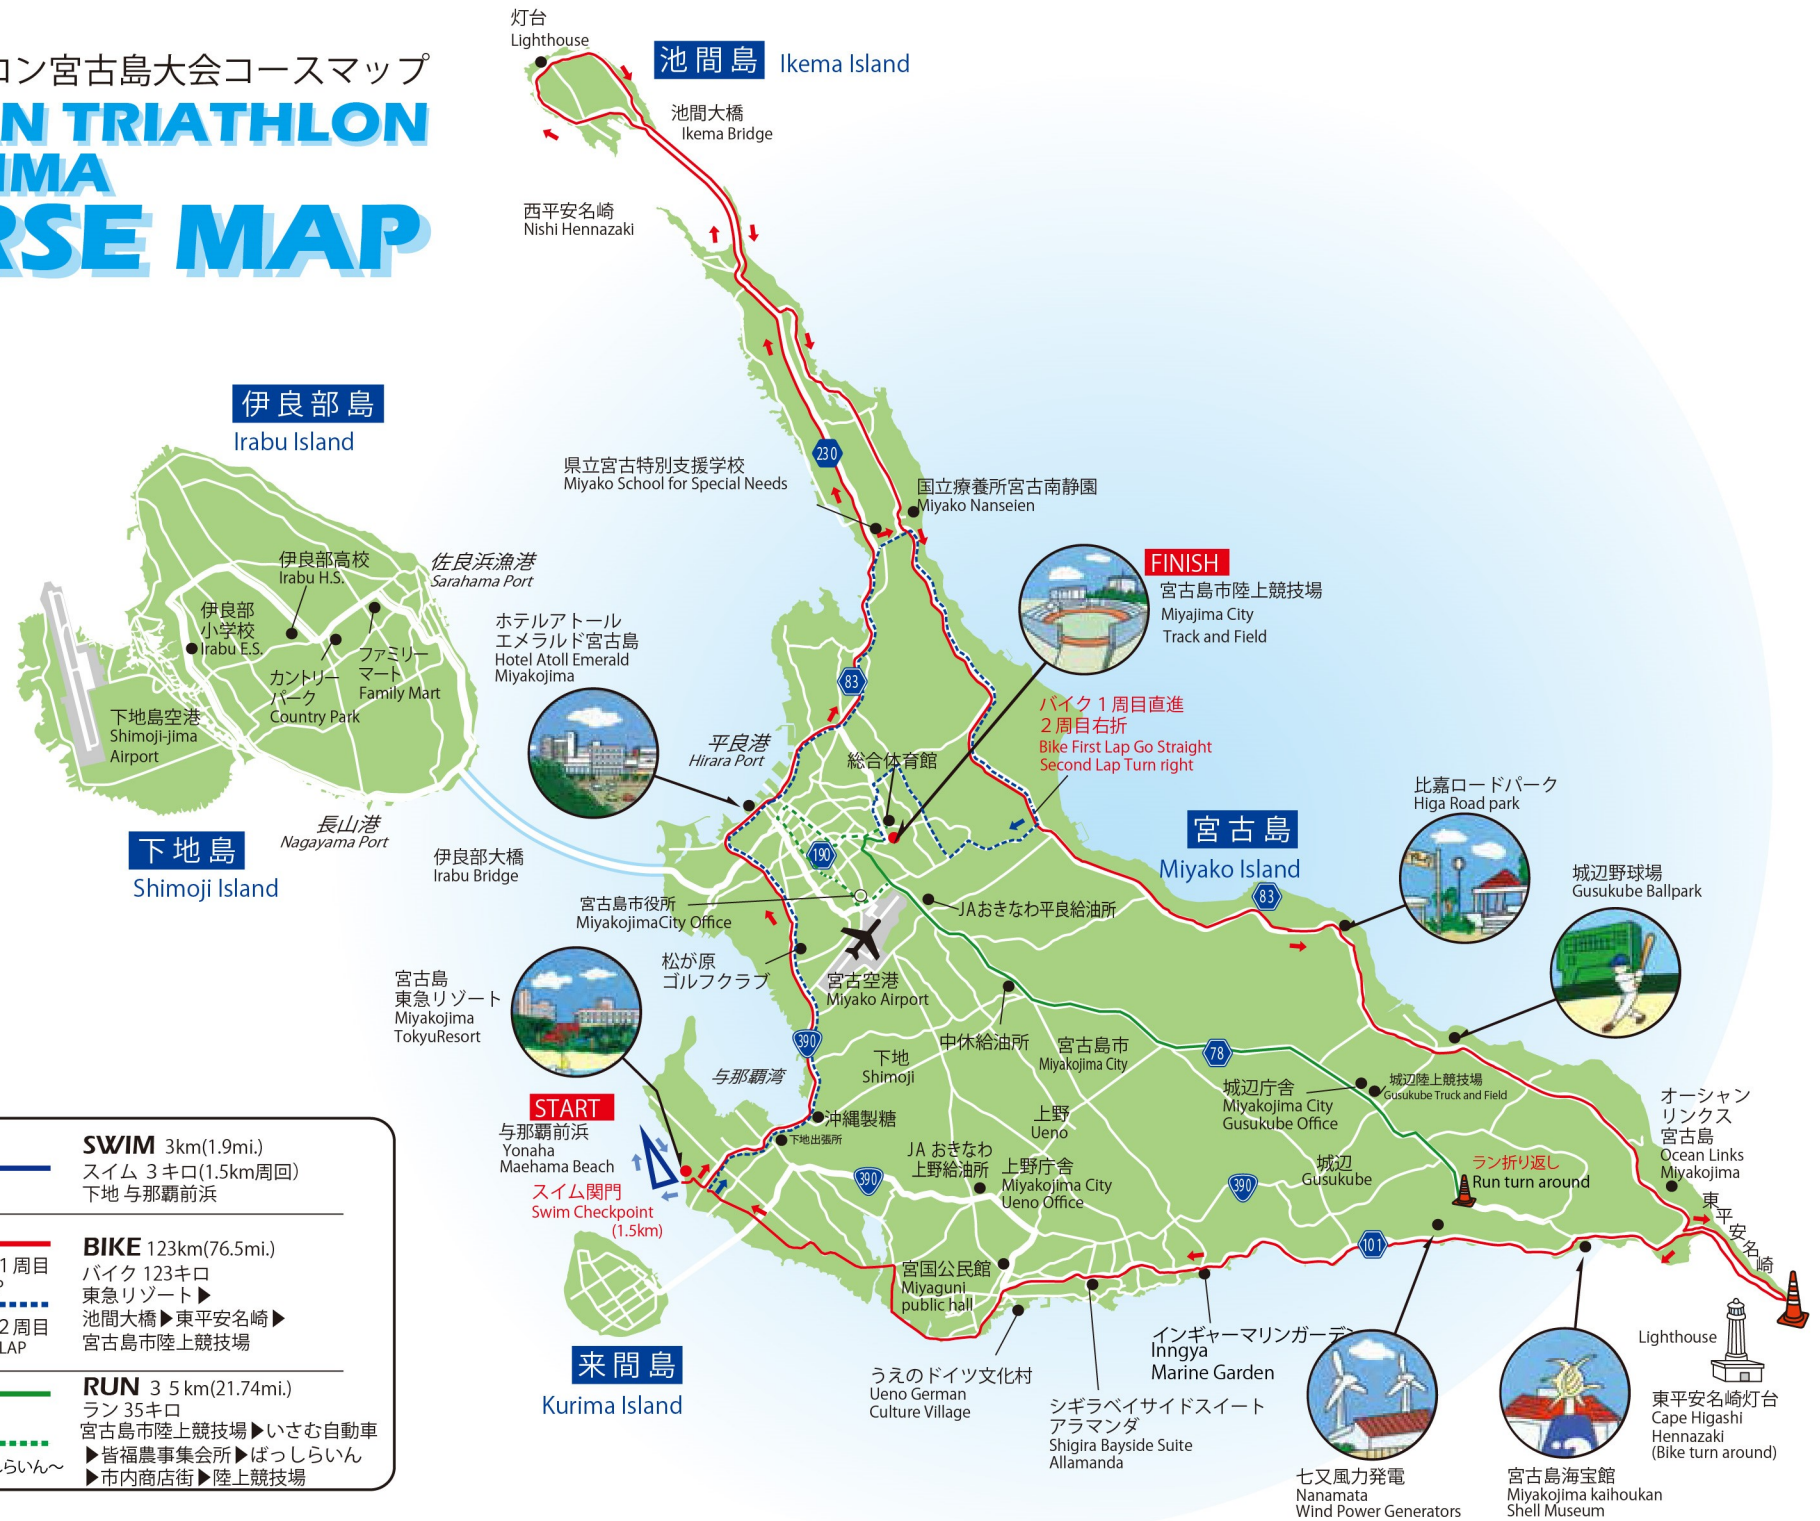 コン宮古島大会コースマップ
N TRIATHLON
IMA
RSE MAP
灯台
Lighthouse
池間島
Ikema Island
池間大橋
Ikema Bridge
西平安名崎
Nishi Hennazaki
伊良部島
Irabu Island
230
県立宮古特別支援学校
Miyako School for Special Needs
国立療養所宮古南静園
Miyako Nanseien
伊良部高校
Irabu H.S.
佐良浜漁港
Sarahama Port
伊良部
小学校
Irabu E.S.
カントリー
パーク
Country Park
ファミリー
マート
Family Mart
下地島空港
Shimoji-jima
Airport
ホテルアトール
エメラルド宮古島
Hotel Atoll Emerald
Miyakojima
FINISH
宮古島市陸上競技場
Miyajima City
Track and Field
83
バイク1周目直進
2周目右折
Bike First Lap Go Straight
Second Lap Turn right
平良港
Hirara Port
総合体育館
長山港
Nagayama Port
下地島
Shimoji Island
伊良部大橋
Irabu Bridge
190
宮古島
Miyako Island
83
比嘉ロードパーク
Higa Road park
城辺野球場
Gusukube Ballpark
宮古島市役所
MiyakojimaCity Office
JAおきなわ平良給油所
松が原
ゴルフクラブ
宮古空港
Miyako Airport
宮古島
東急リゾート
Miyakojima
TokyuResort
390
中休給油所
宮古島市
Miyakojima City
78
下地
Shimoji
与那覇湾
城辺庁舎
Miyakojima City
Gusukube Office
城辺陸上競技場
Gusukube Truck and Field
オーシャン
リンクス
宮古島
Ocean Links
Miyakojima
START
与那覇前浜
Yonaha
Maehama Beach
スイム関門
Swim Checkpoint
(1.5km)
沖縄製糖
下地出張所
上野
Ueno
JA おきなわ
上野給油所
上野庁舎
Miyakojima City
Ueno Office
390
390
城辺
Gusukube
ラン折り返し
Run turn around
東平安名崎
101
宮国公民館
Miyaguni
public hall
来間島
Kurima Island
うえのドイツ文化村
Ueno German
Culture Village
シギラベイサイドスイート
アラマンダ
Shigira Bayside Suite
Allamanda
インギャーマリンガーデン
Inngya
Marine Garden
七又風力発電
Nanamata
Wind Power Generators
宮古島海宝館
Miyakojima kaihoukan
Shell Museum
Lighthouse
東平安名崎灯台
Cape Higashi
Hennazaki
(Bike turn around)
SWIM 3km(1.9mi.)
スイム 3キロ(1.5km周回)
下地 与那覇前浜
1周目
P
2周目
LAP
BIKE 123km(76.5mi.)
バイク 123キロ
東急リゾート▶
池間大橋▶東平安名崎▶
宮古島市陸上競技場
RUN 35km(21.74mi.)
ラン 35キロ
宮古島市陸上競技場▶いさむ自動車
▶皆福農事集会所▶ばっしらいん
▶市内商店街▶陸上競技場
しらいん〜